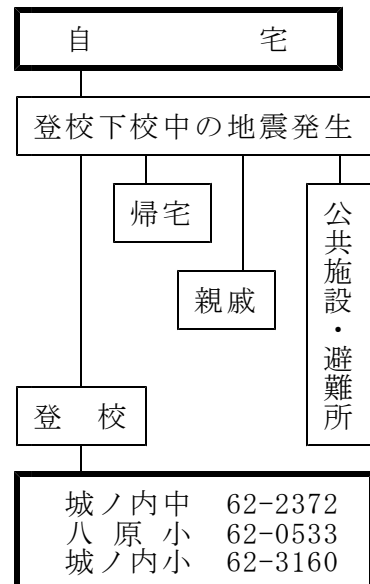 自　宅
登校下校中の地震発生
帰宅
親戚
公共施設・避難所
登　校
城ノ内中　62-2372
八　原　小　62-0533
城ノ内小　62-3160